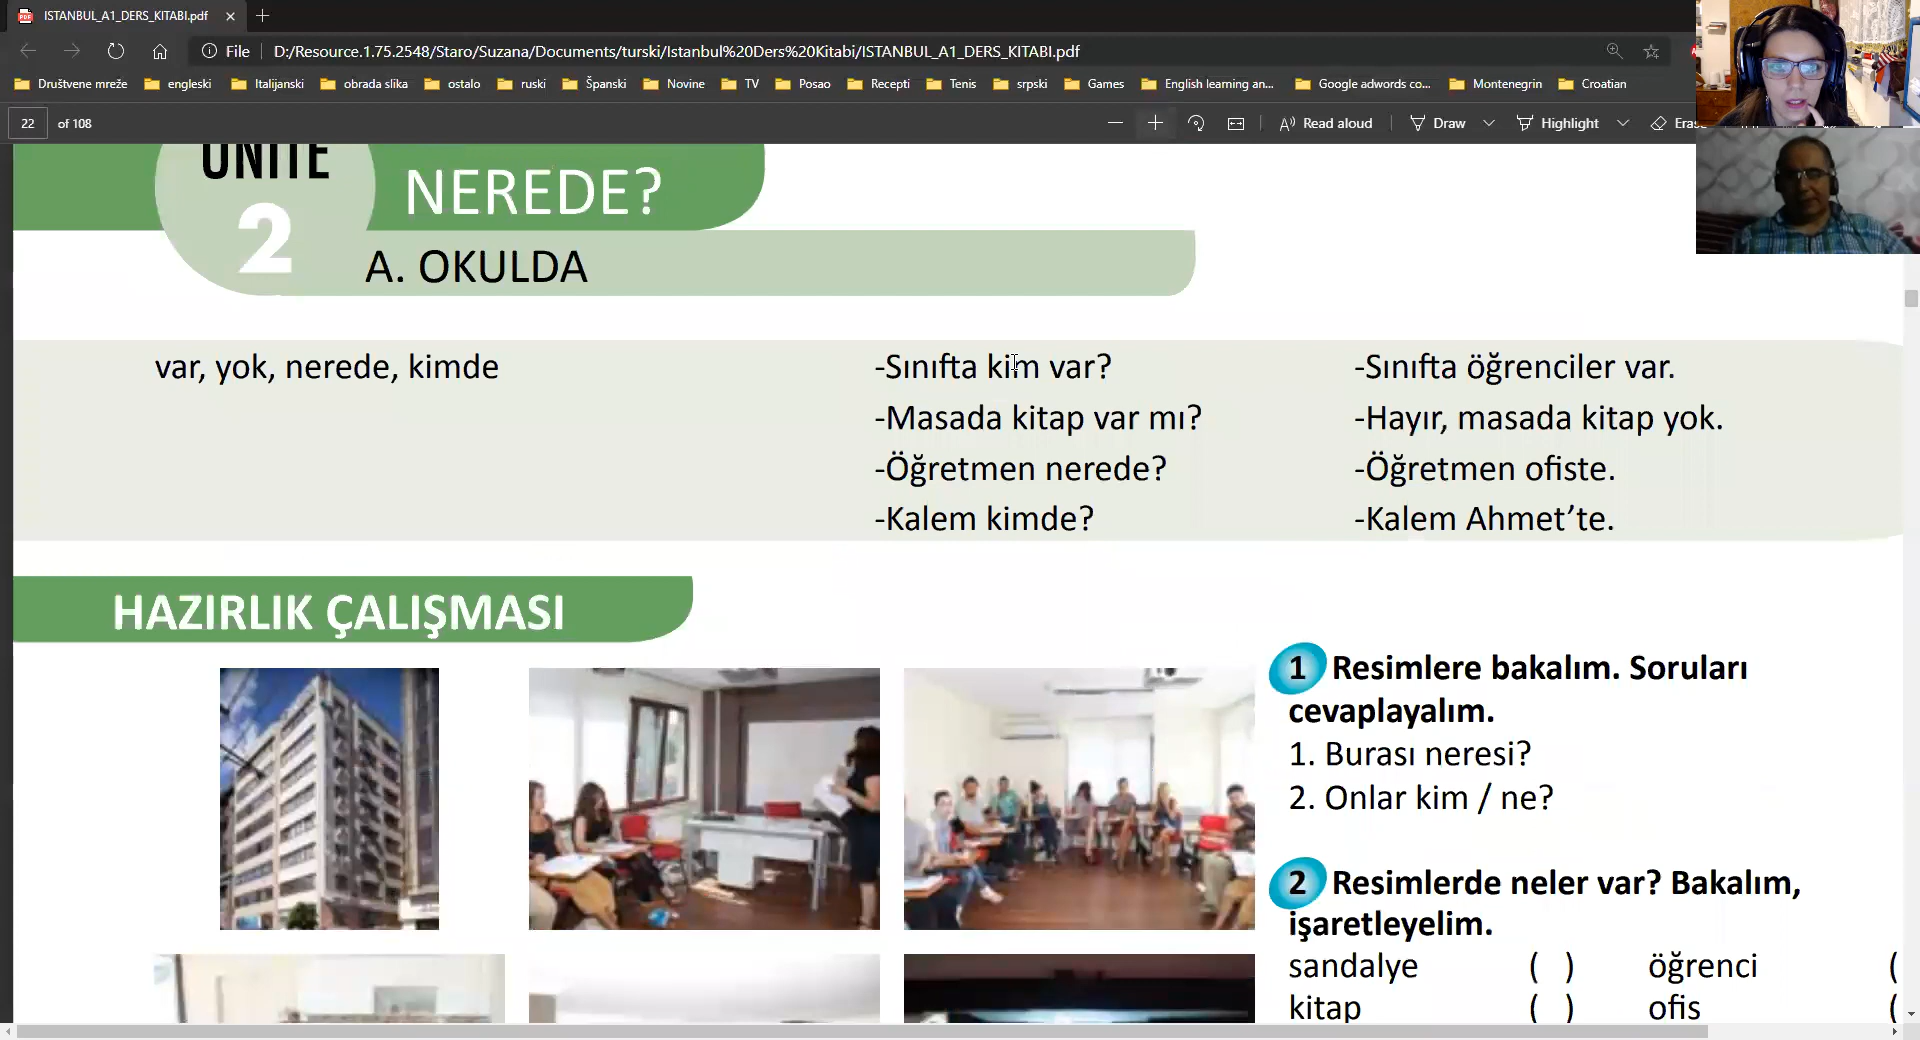 ISTANBUL_A1_DERS_KITABI.pdf
File D:/Resource.1.75.2548/Staro/Suzana/Documents/turski/Istanbul%20Ders%20Kitabi/ISTANBUL_A1_DERS_KITABI.pdf
Društvene mreže engleski Italijanski obrada slika ostalo ruski Španski Novine TV Posao Recepti Tenis srpski Games English learning an... Google adwords co... Montenegrin Croatian
22 of 108 Read aloud Draw Highlight Eras
ÜNİTE
2
NEREDE?
A. OKULDA
var, yok, nerede, kimde
-Sınıfta kim var? -Sınıfta öğrenciler var.
-Masada kitap var mı? -Hayır, masada kitap yok.
-Öğretmen nerede? -Öğretmen ofiste.
-Kalem kimde? -Kalem Ahmet’te.
HAZIRLIK ÇALIŞMASI
1 Resimlere bakalım. Soruları
cevaplayalım.
1. Burası neresi?
2. Onlar kim / ne?
2 Resimlerde neler var? Bakalım,
işaretleyelim.
sandalye ( ) öğrenci (
kitap ( ) ofis (